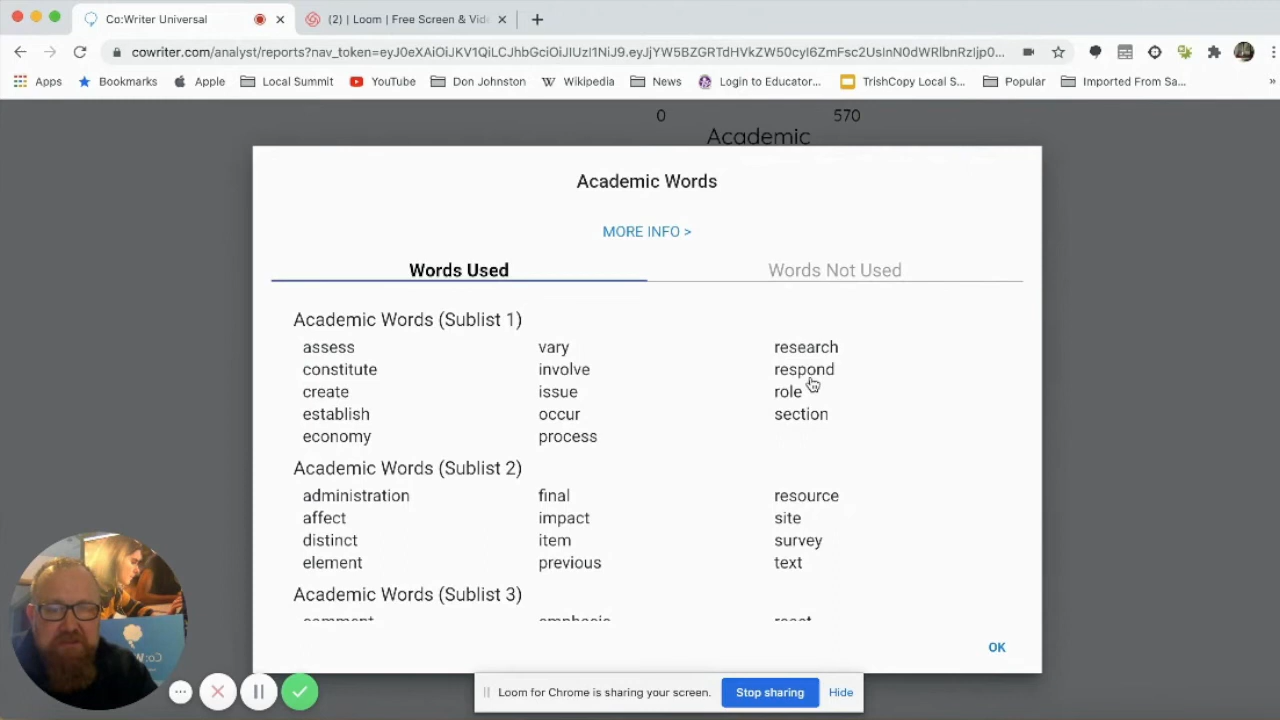 Co:Writer Universal
(2) | Loom | Free Screen & Vid
cowriter.com/analyst/reports?nav_token=eyJ0eXAiOiJKV1QiLCJhbGciOiJIUzI1NiJ9.eyJjYW5BZGRTdHVkZW50cyI6ZmFsc2UsInN0dWRlbnRzIjp0...
Apps Bookmarks Apple Local Summit YouTube Don Johnston Wikipedia News Login to Educator... TrishCopy Local S... Popular Imported From Sa...
0 570
Academic
Academic Words
MORE INFO >
Words Used Words Not Used
Academic Words (Sublist 1)
assess vary research
constitute involve respond
create issue role
establish occur section
economy process
Academic Words (Sublist 2)
administration final resource
affect impact site
distinct item survey
element previous text
Academic Words (Sublist 3)
comment emphasis react
OK
Loom for Chrome is sharing your screen. Stop sharing Hide